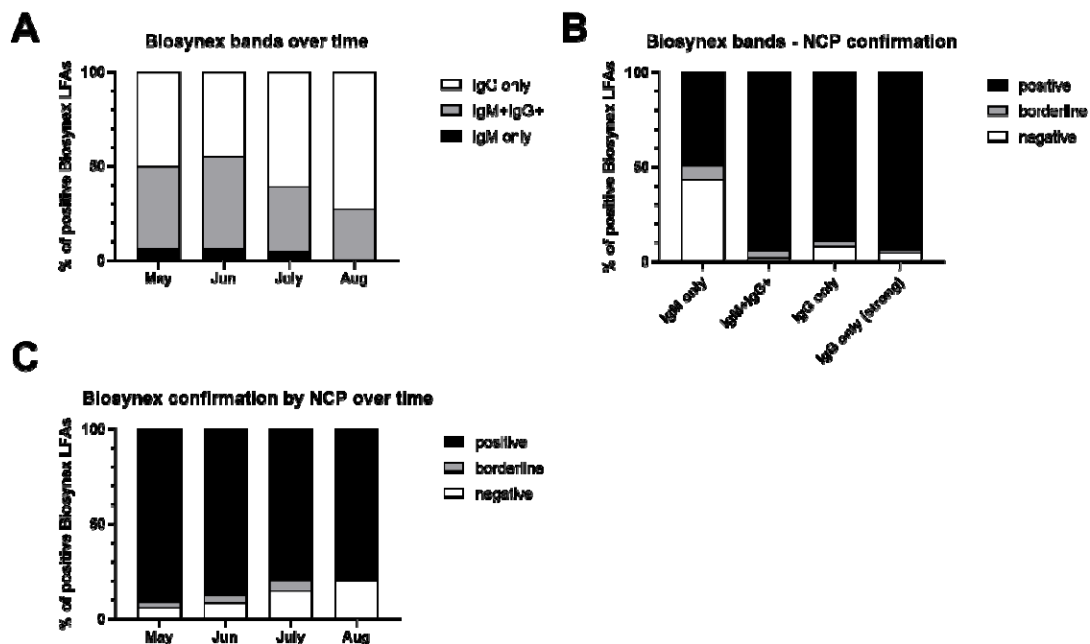 A
Biosynex bands over time
% of positive Biosynex LFAs
100
50
0
May
Jun
July
Aug
IgG only
IgM+IgG+
IgM only
B
Biosynex bands - NCP confirmation
% of positive Biosynex LFAs
100
50
0
IgM only
IgM+IgG+
IgG only
IgG only (strong)
positive
borderline
negative
C
Biosynex confirmation by NCP over time
% of positive Biosynex LFAs
100
50
0
May
Jun
July
Aug
positive
borderline
negative